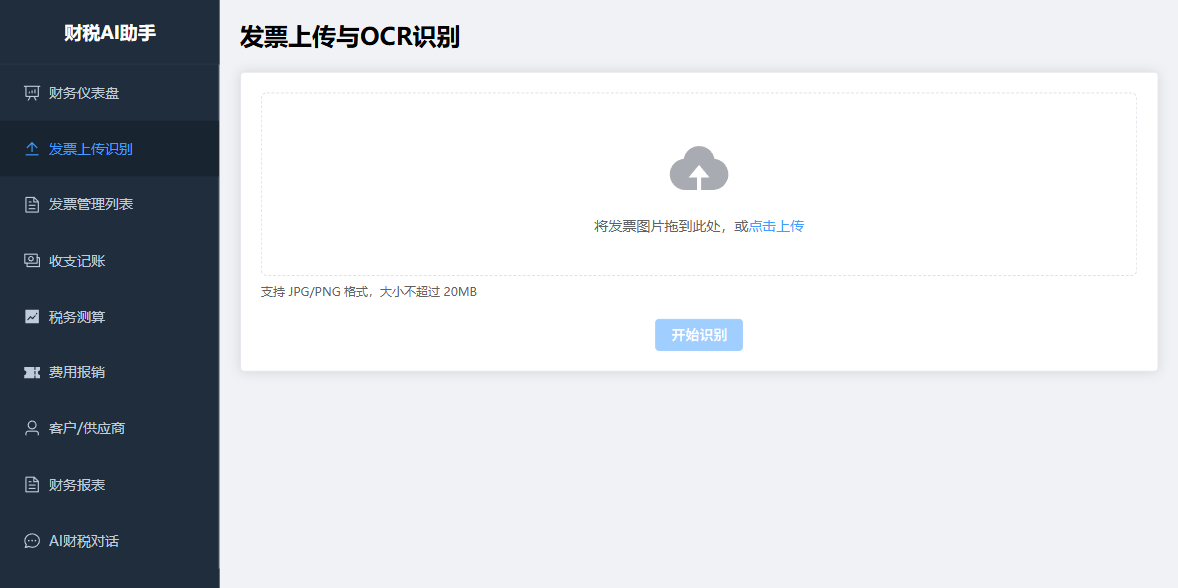 财税AI助手
财务仪表盘
发票上传识别
发票管理列表
收支记账
税务测算
费用报销
客户/供应商
财务报表
AI财税对话
发票上传与OCR识别
将发票图片拖到此处，或点击上传
支持 JPG/PNG 格式，大小不超过 20MB
开始识别